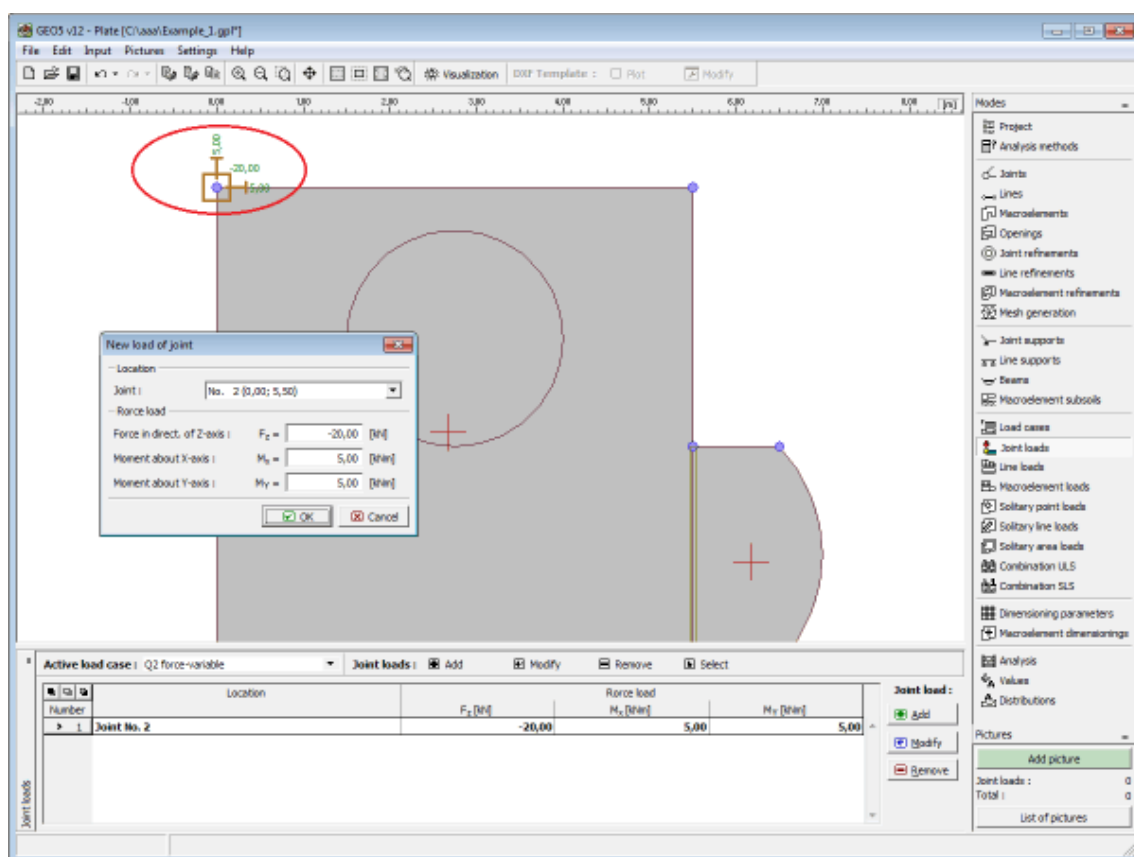 GEO5 v12 - Plate [C:\aaa\Example_1.gpl*]
File Edit Input Pictures Settings Help
Visualization DXF Template : Plot Modify
-2,00 -1,00 0,00 1,00 2,00 3,00 4,00 5,00 6,00 7,00 8,00 [m]
5,00
-20,00
5,00
New load of joint
Location
Joint : No. 2 (0,00; 5,50)
Rorce load
Force in direct. of Z-axis : Fz = -20,00 [kN]
Moment about X-axis : Mx = 5,00 [kNm]
Moment about Y-axis : MY = 5,00 [kNm]
OK Cancel
Modes
Project
Analysis methods
Joints
Lines
Macroelements
Openings
Joint refinements
Line refinements
Macroelement refinements
Mesh generation
Joint supports
Line supports
Beams
Macroelement subsoils
Load cases
Joint loads
Line loads
Macroelement loads
Solitary point loads
Solitary line loads
Solitary area loads
Combination ULS
Combination SLS
Dimensioning parameters
Macroelement dimensionings
Analysis
Values
Distributions
Pictures
Add picture
Joint loads : 0
Total : 0
List of pictures
Joint loads
Active load case : Q2 force-variable Joint loads : Add Modify Remove Select
Location Rorce load
Number Fz [kN] Mx [kNm] MY [kNm]
1 Joint No. 2 -20,00 5,00 5,00
Joint load :
Add
Modify
Remove